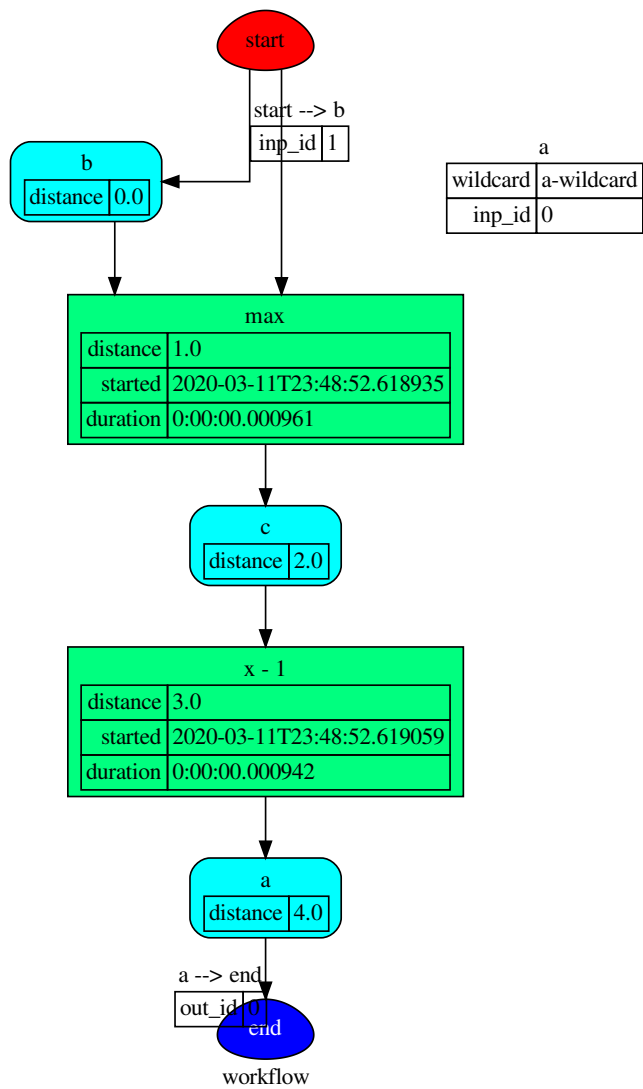 start
start --> b
inp_id 1
a
wildcard a-wildcard
inp_id 0
b
distance 0.0
max
distance 1.0
started 2020-03-11T23:48:52.618935
duration 0:00:00.000961
c
distance 2.0
x - 1
distance 3.0
started 2020-03-11T23:48:52.619059
duration 0:00:00.000942
a
distance 4.0
a --> end
out_id 0
end
workflow